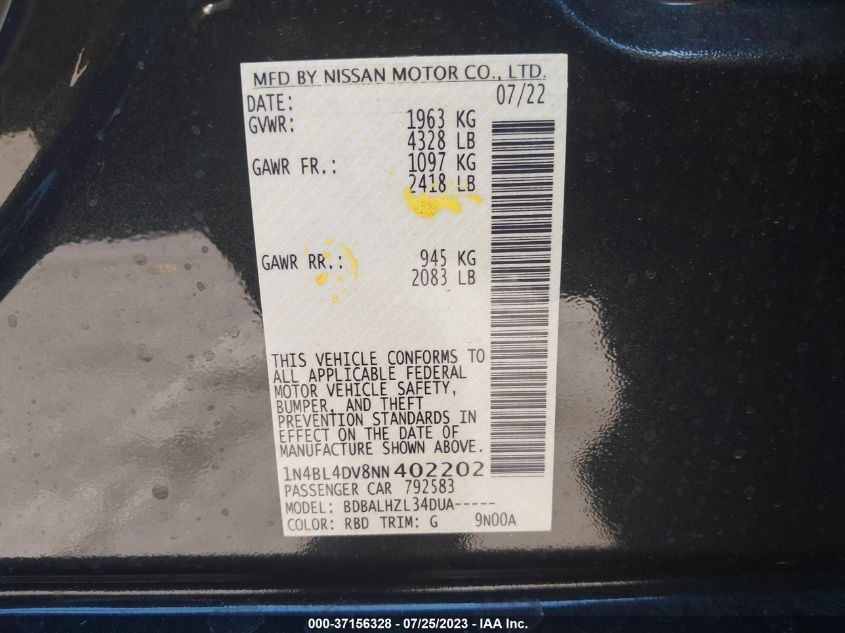 MFD BY NISSAN MOTOR CO., LTD.
DATE: 07/22
GVWR: 1963 KG
4328 LB
GAWR FR.: 1097 KG
2418 LB
GAWR RR.: 945 KG
2083 LB
THIS VEHICLE CONFORMS TO
ALL APPLICABLE FEDERAL
MOTOR VEHICLE SAFETY,
BUMPER, AND THEFT
PREVENTION STANDARDS IN
EFFECT ON THE DATE OF
MANUFACTURE SHOWN ABOVE.
1N4BL4DV8NN402202
PASSENGER CAR 792583
MODEL: BDBALHZL34DUA-----
COLOR: RBD TRIM: G 9N00A
000-37156328 - 07/25/2023 - © IAA Inc.